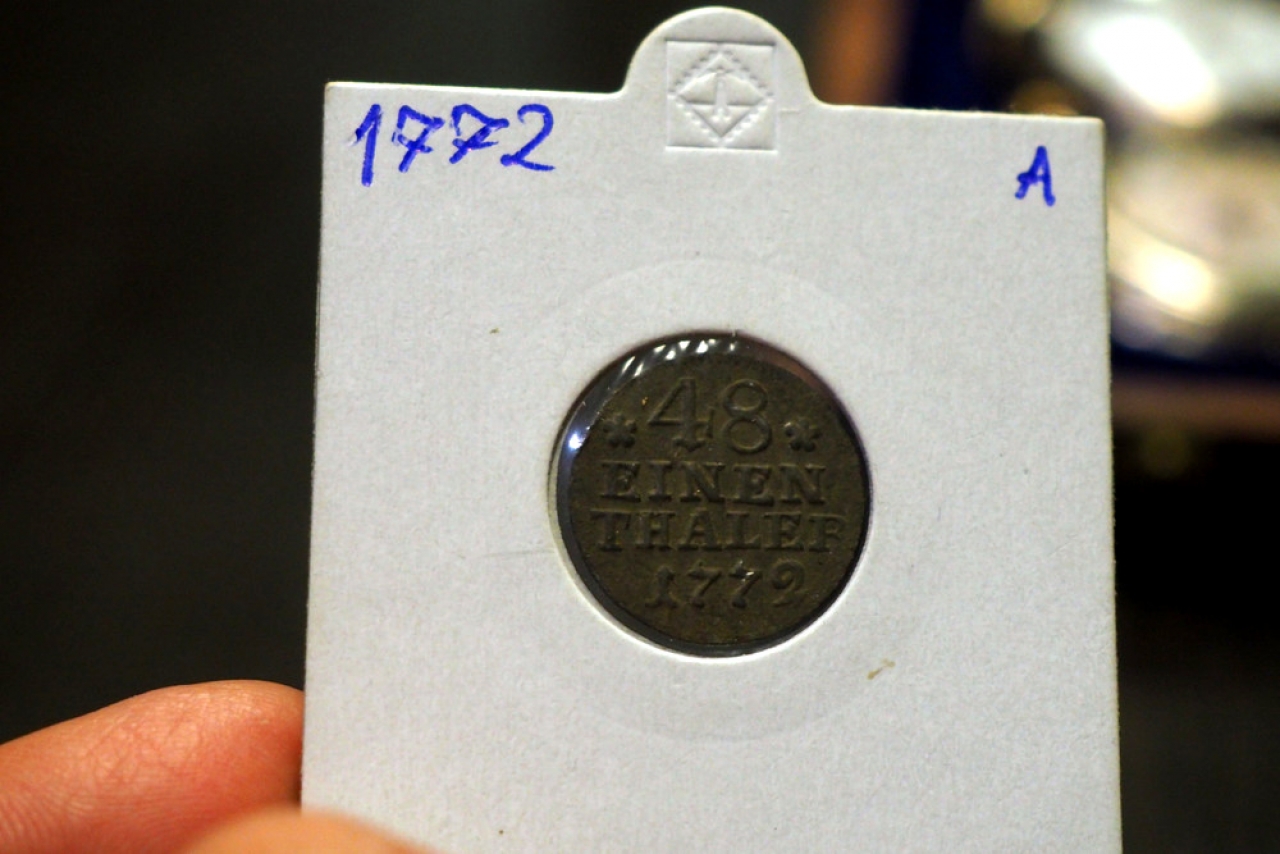 1772 A
* 48 *
EINEN
THALER
1772